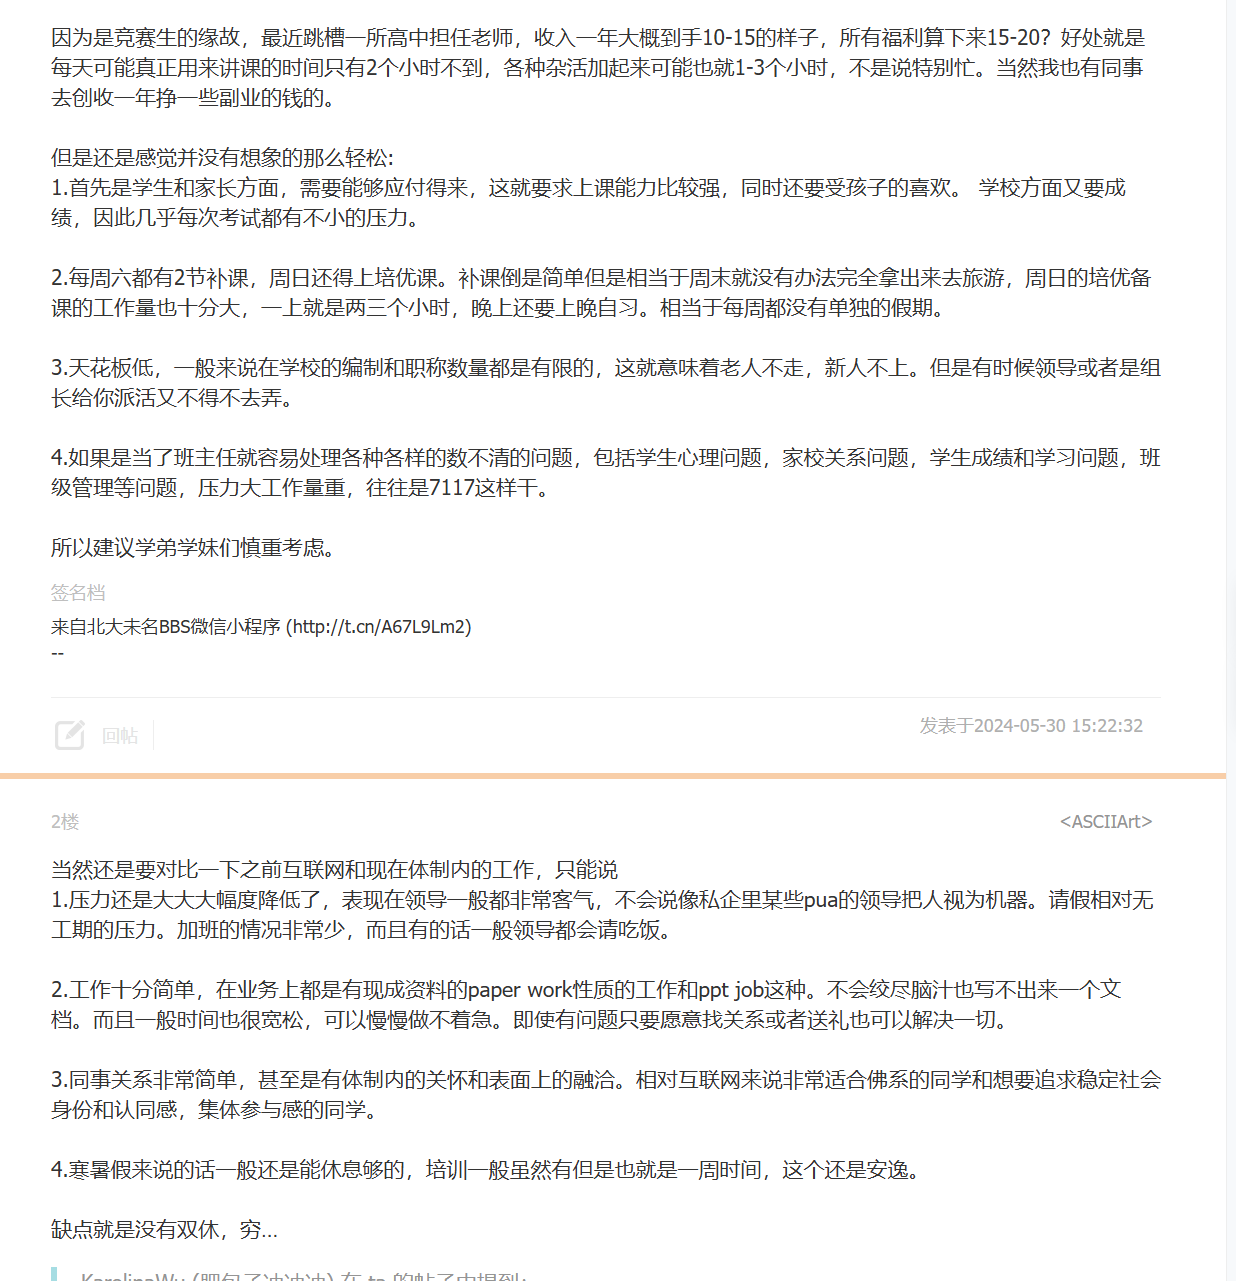 因为是竞赛生的缘故，最近跳槽一所高中担任老师，收入一年大概到手10-15的样子，所有福利算下来15-20？好处就是
每天可能真正用来讲课的时间只有2个小时不到，各种杂活加起来可能也就1-3个小时，不是说特别忙。当然我也有同事
去创收一年挣一些副业的钱的。
但是还是感觉并没有想象的那么轻松:
1.首先是学生和家长方面，需要能够应付得来，这就要求上课能力比较强，同时还要受孩子的喜欢。 学校方面又要成
绩，因此几乎每次考试都有不小的压力。
2.每周六都有2节补课，周日还得上培优课。补课倒是简单但是相当于周末就没有办法完全拿出来去旅游，周日的培优备
课的工作量也十分大，一上就是两三个小时，晚上还要上晚自习。相当于每周都没有单独的假期。
3.天花板低，一般来说在学校的编制和职称数量都是有限的，这就意味着老人不走，新人不上。但是有时候领导或者是组
长给你派活又不得不去弄。
4.如果是当了班主任就容易处理各种各样的数不清的问题，包括学生心理问题，家校关系问题，学生成绩和学习问题，班
级管理等问题，压力大工作量重，往往是7117这样干。
所以建议学弟学妹们慎重考虑。
签名档
来自北大未名BBS微信小程序 (http://t.cn/A67L9Lm2)
--
回帖
发表于2024-05-30 15:22:32
2楼
<ASCIIArt>
当然还是要对比一下之前互联网和现在体制内的工作，只能说
1.压力还是大大大幅度降低了，表现在领导一般都非常客气，不会说像私企里某些pua的领导把人视为机器。请假相对无
工期的压力。加班的情况非常少，而且有的话一般领导都会请吃饭。
2.工作十分简单，在业务上都是有现成资料的paper work性质的工作和ppt job这种。不会绞尽脑汁也写不出来一个文
档。而且一般时间也很宽松，可以慢慢做不着急。即使有问题只要愿意找关系或者送礼也可以解决一切。
3.同事关系非常简单，甚至是有体制内的关怀和表面上的融洽。相对互联网来说非常适合佛系的同学和想要追求稳定社会
身份和认同感，集体参与感的同学。
4.寒暑假来说的话一般还是能休息够的，培训一般虽然有但是也就是一周时间，这个还是安逸。
缺点就是没有双休，穷...